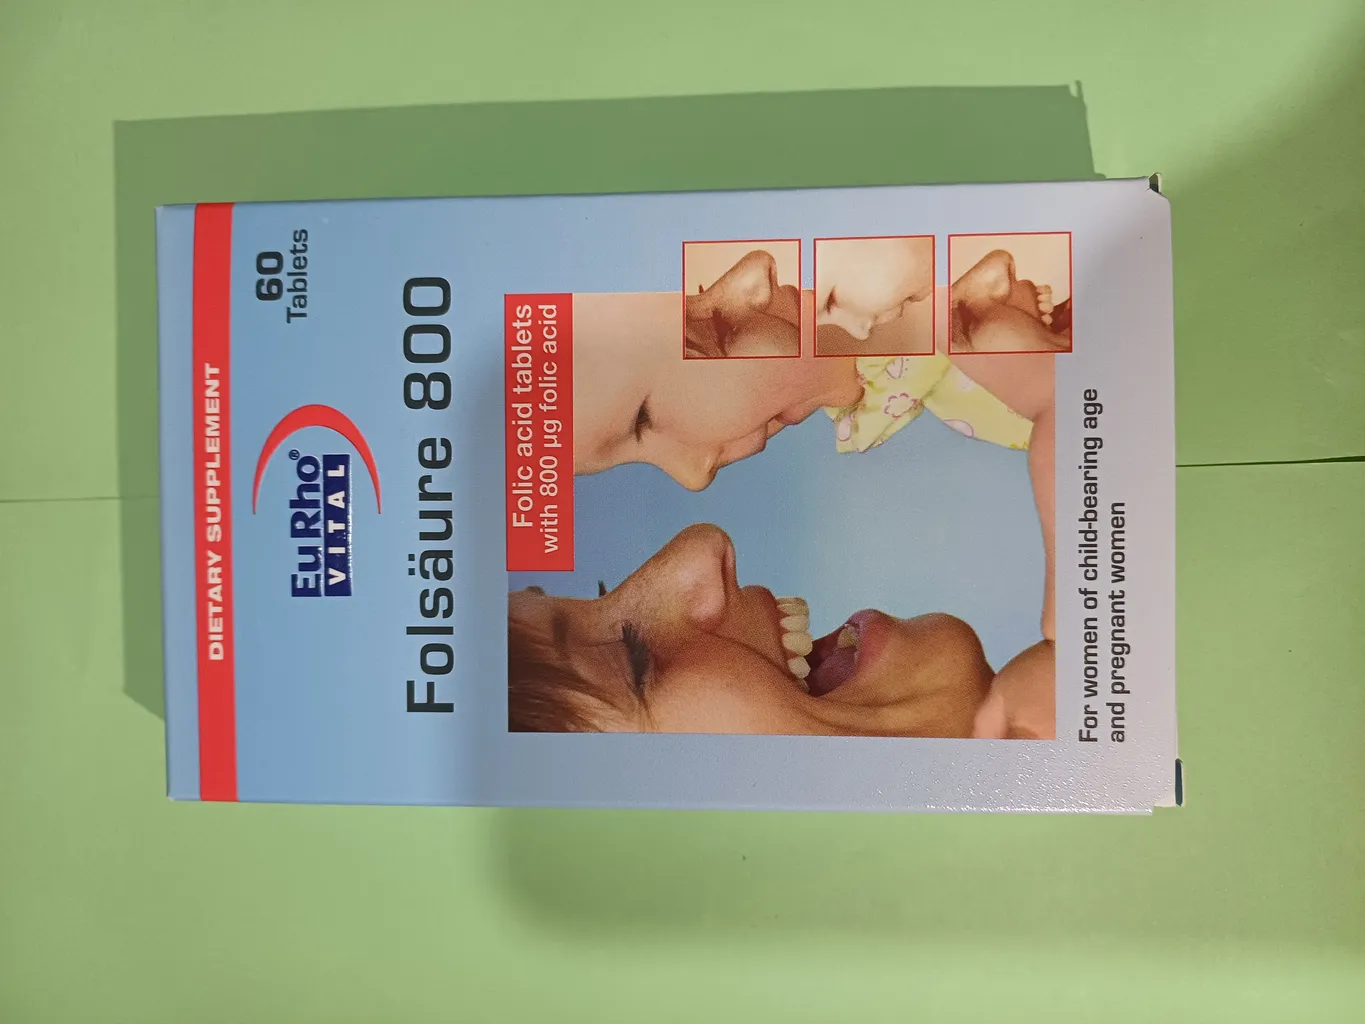 DIETARY SUPPLEMENT
60
Tablets
EuRho®
VITAL
Folsäure 800
Folic acid tablets
with 800 µg folic acid
For women of child-bearing age
and pregnant women